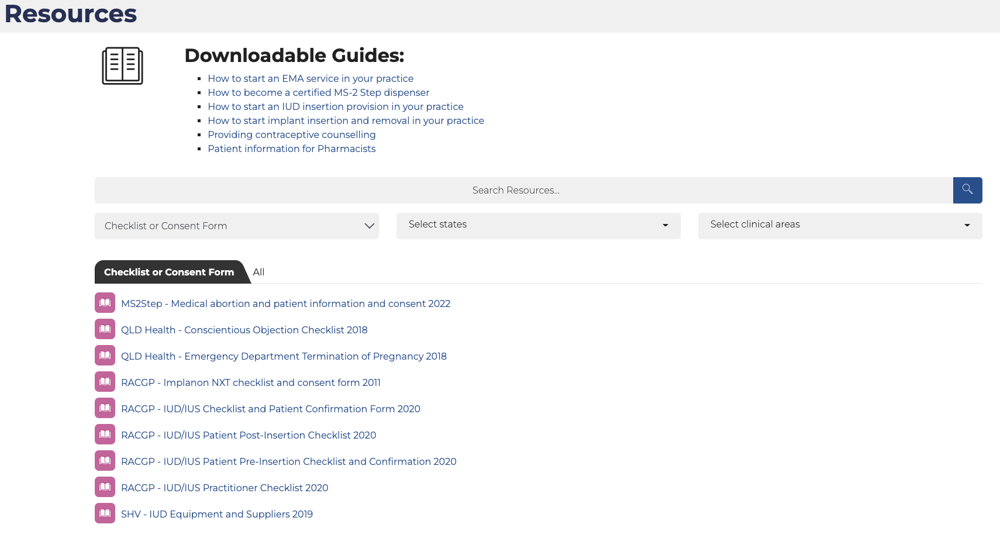 Resources
Downloadable Guides:
How to start an EMA service in your practice
How to become a certified MS-2 Step dispenser
How to start an IUD insertion provision in your practice
How to start implant insertion and removal in your practice
Providing contraceptive counselling
Patient information for Pharmacists
Search Resources...
Checklist or Consent Form
Select states
Select clinical areas
Checklist or Consent Form
All
MS2Step - Medical abortion and patient information and consent 2022
QLD Health - Conscientious Objection Checklist 2018
QLD Health - Emergency Department Termination of Pregnancy 2018
RACGP - Implanon NXT checklist and consent form 2011
RACGP - IUD/IUS Checklist and Patient Confirmation Form 2020
RACGP - IUD/IUS Patient Post-Insertion Checklist 2020
RACGP - IUD/IUS Patient Pre-Insertion Checklist and Confirmation 2020
RACGP - IUD/IUS Practitioner Checklist 2020
SHV - IUD Equipment and Suppliers 2019